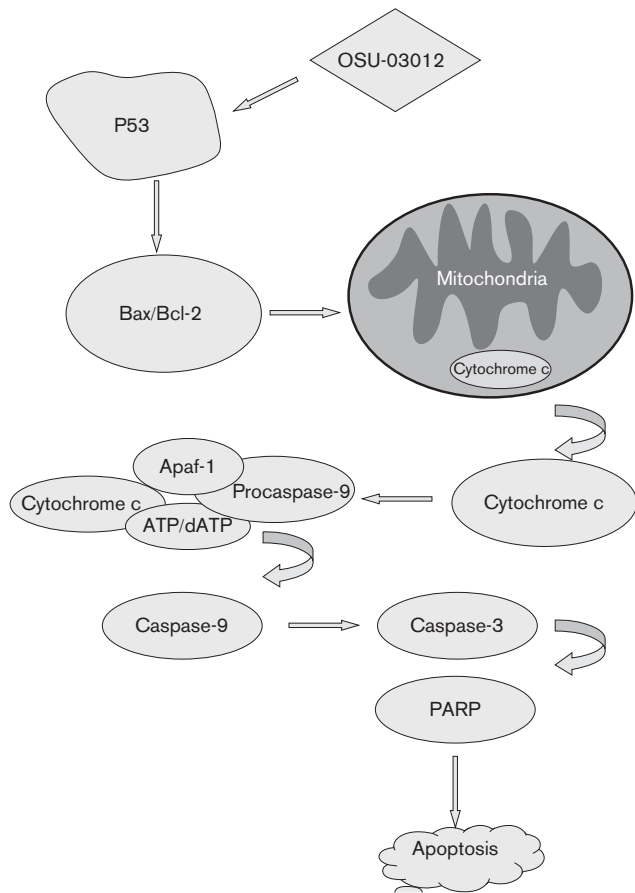 OSU-03012
P53
Bax/Bcl-2
Mitochondria
Cytochrome c
Cytochrome c
Apaf-1
Procaspase-9
Cytochrome c
ATP/dATP
Caspase-9
Caspase-3
PARP
Apoptosis